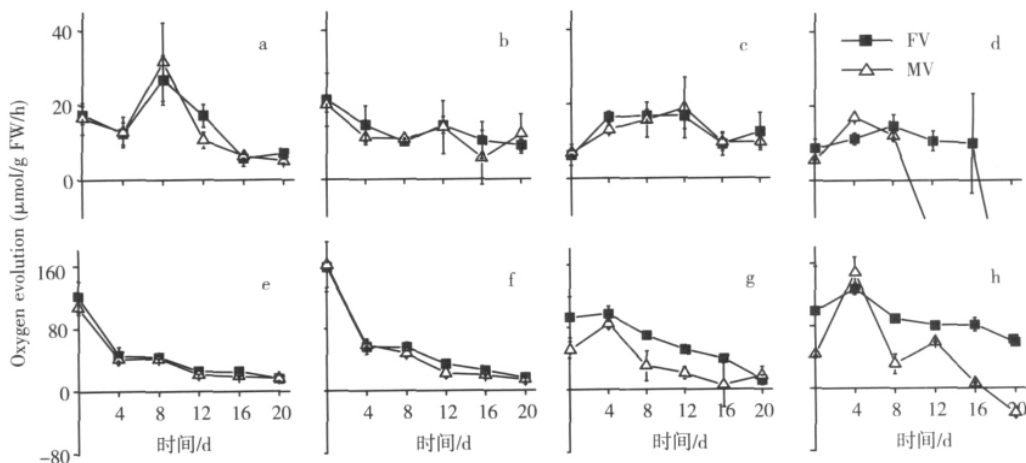 Oxygen evolution (μmol/g FW/h)
40
20
0
a
b
c
d
FV
MV
160
80
0
−80
e
f
g
h
4 8 12 16 20
4 8 12 16 20
4 8 12 16 20
4 8 12 16 20
时间/d
时间/d
时间/d
时间/d